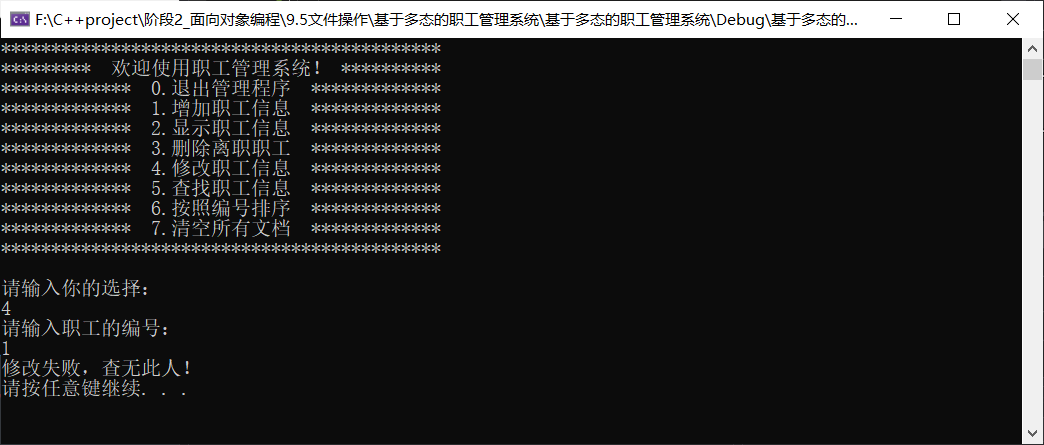 F:\C++project\阶段2_面向对象编程\9.5文件操作\基于多态的职工管理系统\基于多态的职工管理系统\Debug\基于多态的...
********************************************
*********  欢迎使用职工管理系统! **********
*************  0.退出管理程序  *************
*************  1.增加职工信息  *************
*************  2.显示职工信息  *************
*************  3.删除离职职工  *************
*************  4.修改职工信息  *************
*************  5.查找职工信息  *************
*************  6.按照编号排序  *************
*************  7.清空所有文档  *************
********************************************
请输入你的选择:
4
请输入职工的编号:
1
修改失败，查无此人!
请按任意键继续. . .